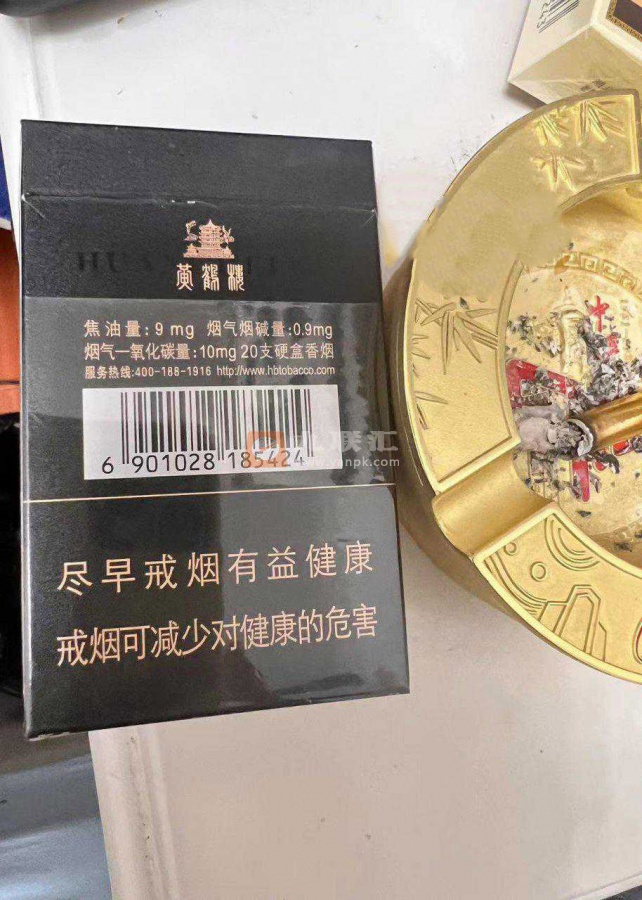 黄鹤楼
焦油量:9 mg 烟气烟碱量:0.9mg
烟气一氧化碳量:10mg 20支硬盒香烟
服务热线:400-188-1916 http://www.hbtobacco.com/
6 901028 185424
尽早戒烟有益健康
戒烟可减少对健康的危害
中